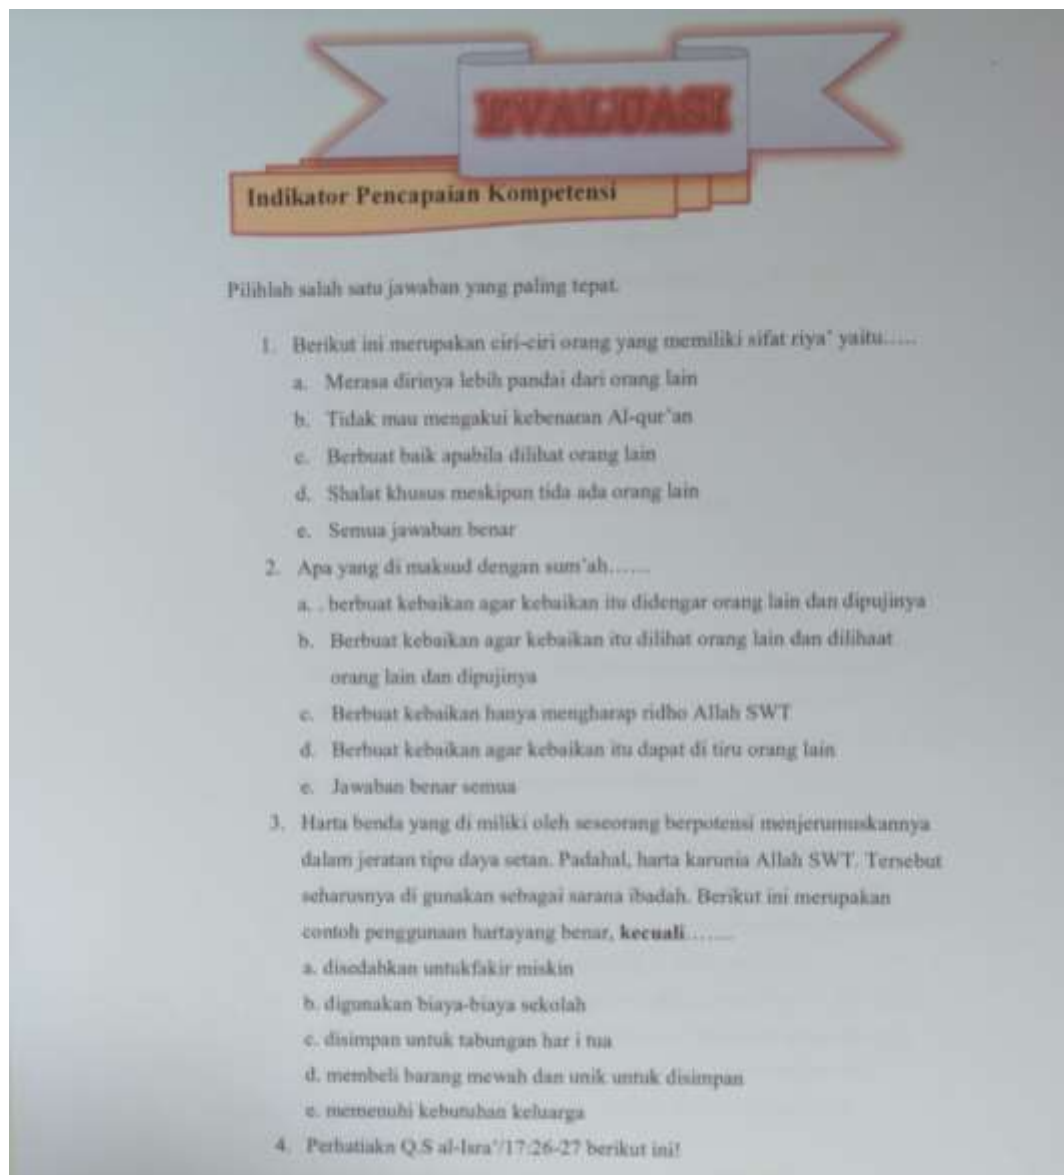 EVALUASI
Indikator Pencapaian Kompetensi
Pilihlah salah satu jawaban yang paling tepat.
1. Berikut ini merupakan ciri-ciri orang yang memiliki sifat riya' yaitu.....
a. Merasa dirinya lebih pandai dari orang lain
b. Tidak mau mengakui kebenaran Al-qur'an
c. Berbuat baik apabila dilihat orang lain
d. Shalat khusus meskipun tida ada orang lain
e. Semua jawaban benar
2. Apa yang di maksud dengan sum'ah.......
a. . berbuat kebaikan agar kebaikan itu didengar orang lain dan dipujinya
b. Berbuat kebaikan agar kebaikan itu dilihat orang lain dan dilihaat
orang lain dan dipujinya
c. Berbuat kebaikan hanya mengharap ridho Allah SWT
d. Berbuat kebaikan agar kebaikan itu dapat di tiru orang lain
e. Jawaban benar semua
3. Harta benda yang di miliki oleh seseorang berpotensi menjerumuskannya
dalam jeratan tipu daya setan. Padahal, harta karunia Allah SWT. Tersebut
seharusnya di gunakan sebagai sarana ibadah. Berikut ini merupakan
contoh penggunaan hartayang benar, kecuali........
a. disedahkan untukfakir miskin
b. digunakan biaya-biaya sekolah
c. disimpan untuk tabungan har i tua
d. membeli barang mewah dan unik untuk disimpan
e. memenuhi kebutuhan keluarga
4. Perhatiakn Q.S al-Isra'/17:26-27 berikut ini!